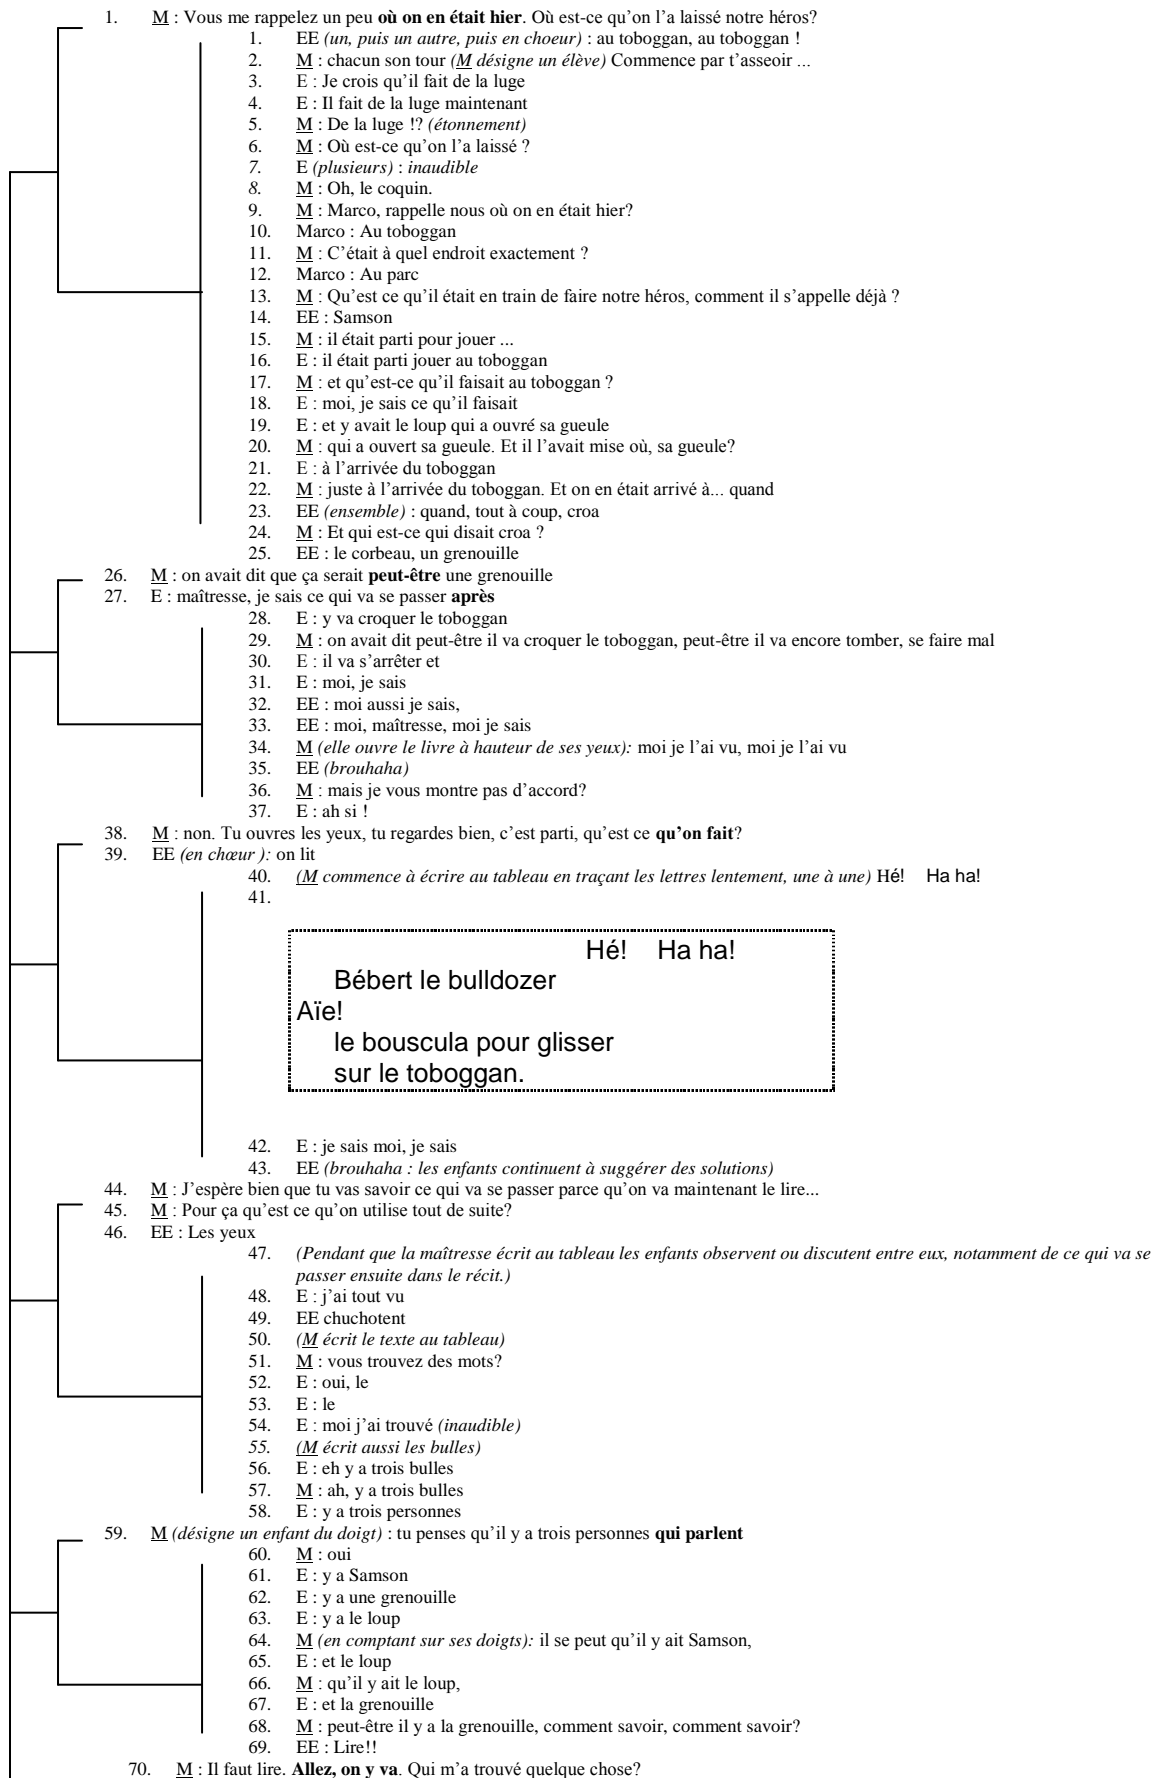 1. M : Vous me rappelez un peu où on en était hier. Où est-ce qu'on l'a laissé notre héros?
1. EE (un, puis un autre, puis en choeur) : au toboggan, au toboggan !
2. M : chacun son tour (M désigne un élève) Commence par t'asseoir ...
3. E : Je crois qu'il fait de la luge
4. E : Il fait de la luge maintenant
5. M : De la luge !? (étonnement)
6. M : Où est-ce qu'on l'a laissé ?
7. E (plusieurs) : inaudible
8. M : Oh, le coquin.
9. M : Marco, rappelle nous où on en était hier?
10. Marco : Au toboggan
11. M : C'était à quel endroit exactement ?
12. Marco : Au parc
13. M : Qu'est ce qu'il était en train de faire notre héros, comment il s'appelle déjà ?
14. EE : Samson
15. M : il était parti pour jouer ...
16. E : il était parti jouer au toboggan
17. M : et qu'est-ce qu'il faisait au toboggan ?
18. E : moi, je sais ce qu'il faisait
19. E : et y avait le loup qui a ouvré sa gueule
20. M : qui a ouvert sa gueule. Et il l'avait mise où, sa gueule?
21. E : à l'arrivée du toboggan
22. M : juste à l'arrivée du toboggan. Et on en était arrivé à... quand
23. EE (ensemble) : quand, tout à coup, croa
24. M : Et qui est-ce qui disait croa ?
25. EE : le corbeau, un grenouille
26. M : on avait dit que ça serait peut-être une grenouille
27. E : maîtresse, je sais ce qui va se passer après
28. E : y va croquer le toboggan
29. M : on avait dit peut-être il va croquer le toboggan, peut-être il va encore tomber, se faire mal
30. E : il va s'arrêter et
31. E : moi, je sais
32. EE : moi aussi je sais,
33. EE : moi, maîtresse, moi je sais
34. M (elle ouvre le livre à hauteur de ses yeux): moi je l'ai vu, moi je l'ai vu
35. EE (brouhaha)
36. M : mais je vous montre pas d'accord?
37. E : ah si !
38. M : non. Tu ouvres les yeux, tu regardes bien, c'est parti, qu'est ce qu'on fait?
39. EE (en chœur ): on lit
40. (M commence à écrire au tableau en traçant les lettres lentement, une à une) Hé! Ha ha!
41.
Hé! Ha ha!
Bébert le bulldozer
Aïe!
le bouscula pour glisser
sur le toboggan.
42. E : je sais moi, je sais
43. EE (brouhaha : les enfants continuent à suggérer des solutions)
44. M : J'espère bien que tu vas savoir ce qui va se passer parce qu'on va maintenant le lire...
45. M : Pour ça qu'est ce qu'on utilise tout de suite?
46. EE : Les yeux
47. (Pendant que la maîtresse écrit au tableau les enfants observent ou discutent entre eux, notamment de ce qui va se
passer ensuite dans le récit.)
48. E : j'ai tout vu
49. EE chuchotent
50. (M écrit le texte au tableau)
51. M : vous trouvez des mots?
52. E : oui, le
53. E : le
54. E : moi j'ai trouvé (inaudible)
55. (M écrit aussi les bulles)
56. E : eh y a trois bulles
57. M : ah, y a trois bulles
58. E : y a trois personnes
59. M (désigne un enfant du doigt) : tu penses qu'il y a trois personnes qui parlent
60. M : oui
61. E : y a Samson
62. E : y a une grenouille
63. E : y a le loup
64. M (en comptant sur ses doigts): il se peut qu'il y ait Samson,
65. E : et le loup
66. M : qu'il y ait le loup,
67. E : et la grenouille
68. M : peut-être il y a la grenouille, comment savoir, comment savoir?
69. EE : Lire!!
70. M : Il faut lire. Allez, on y va. Qui m'a trouvé quelque chose?